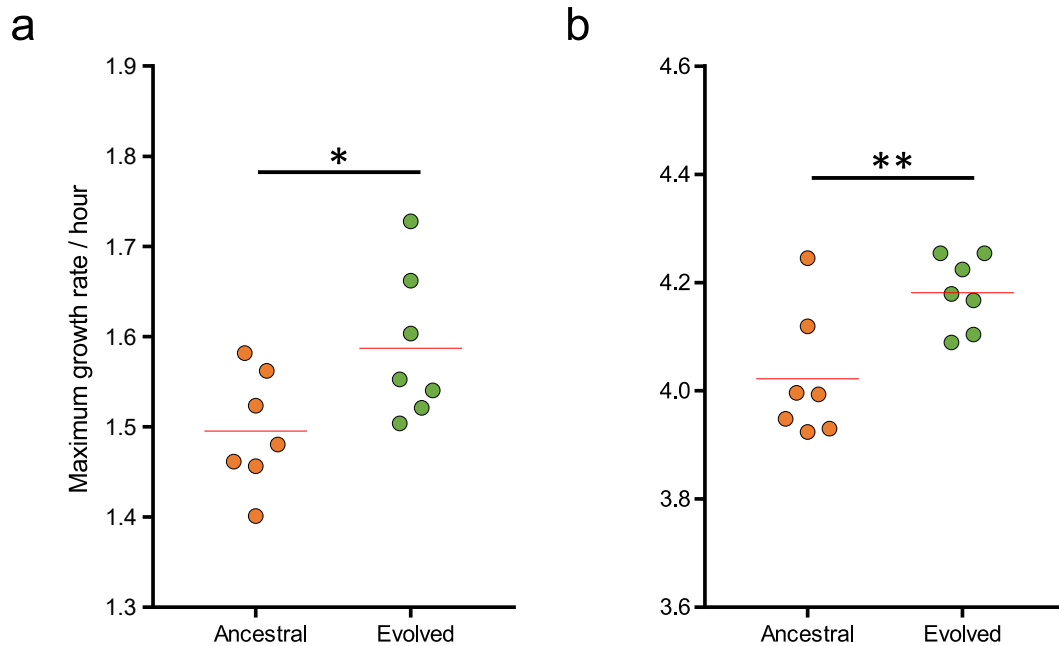 a
1.9
1.8
1.7
1.6
1.5
1.4
1.3
Maximum growth rate / hour
*
Ancestral
Evolved
b
4.6
4.4
4.2
4.0
3.8
3.6
**
Ancestral
Evolved